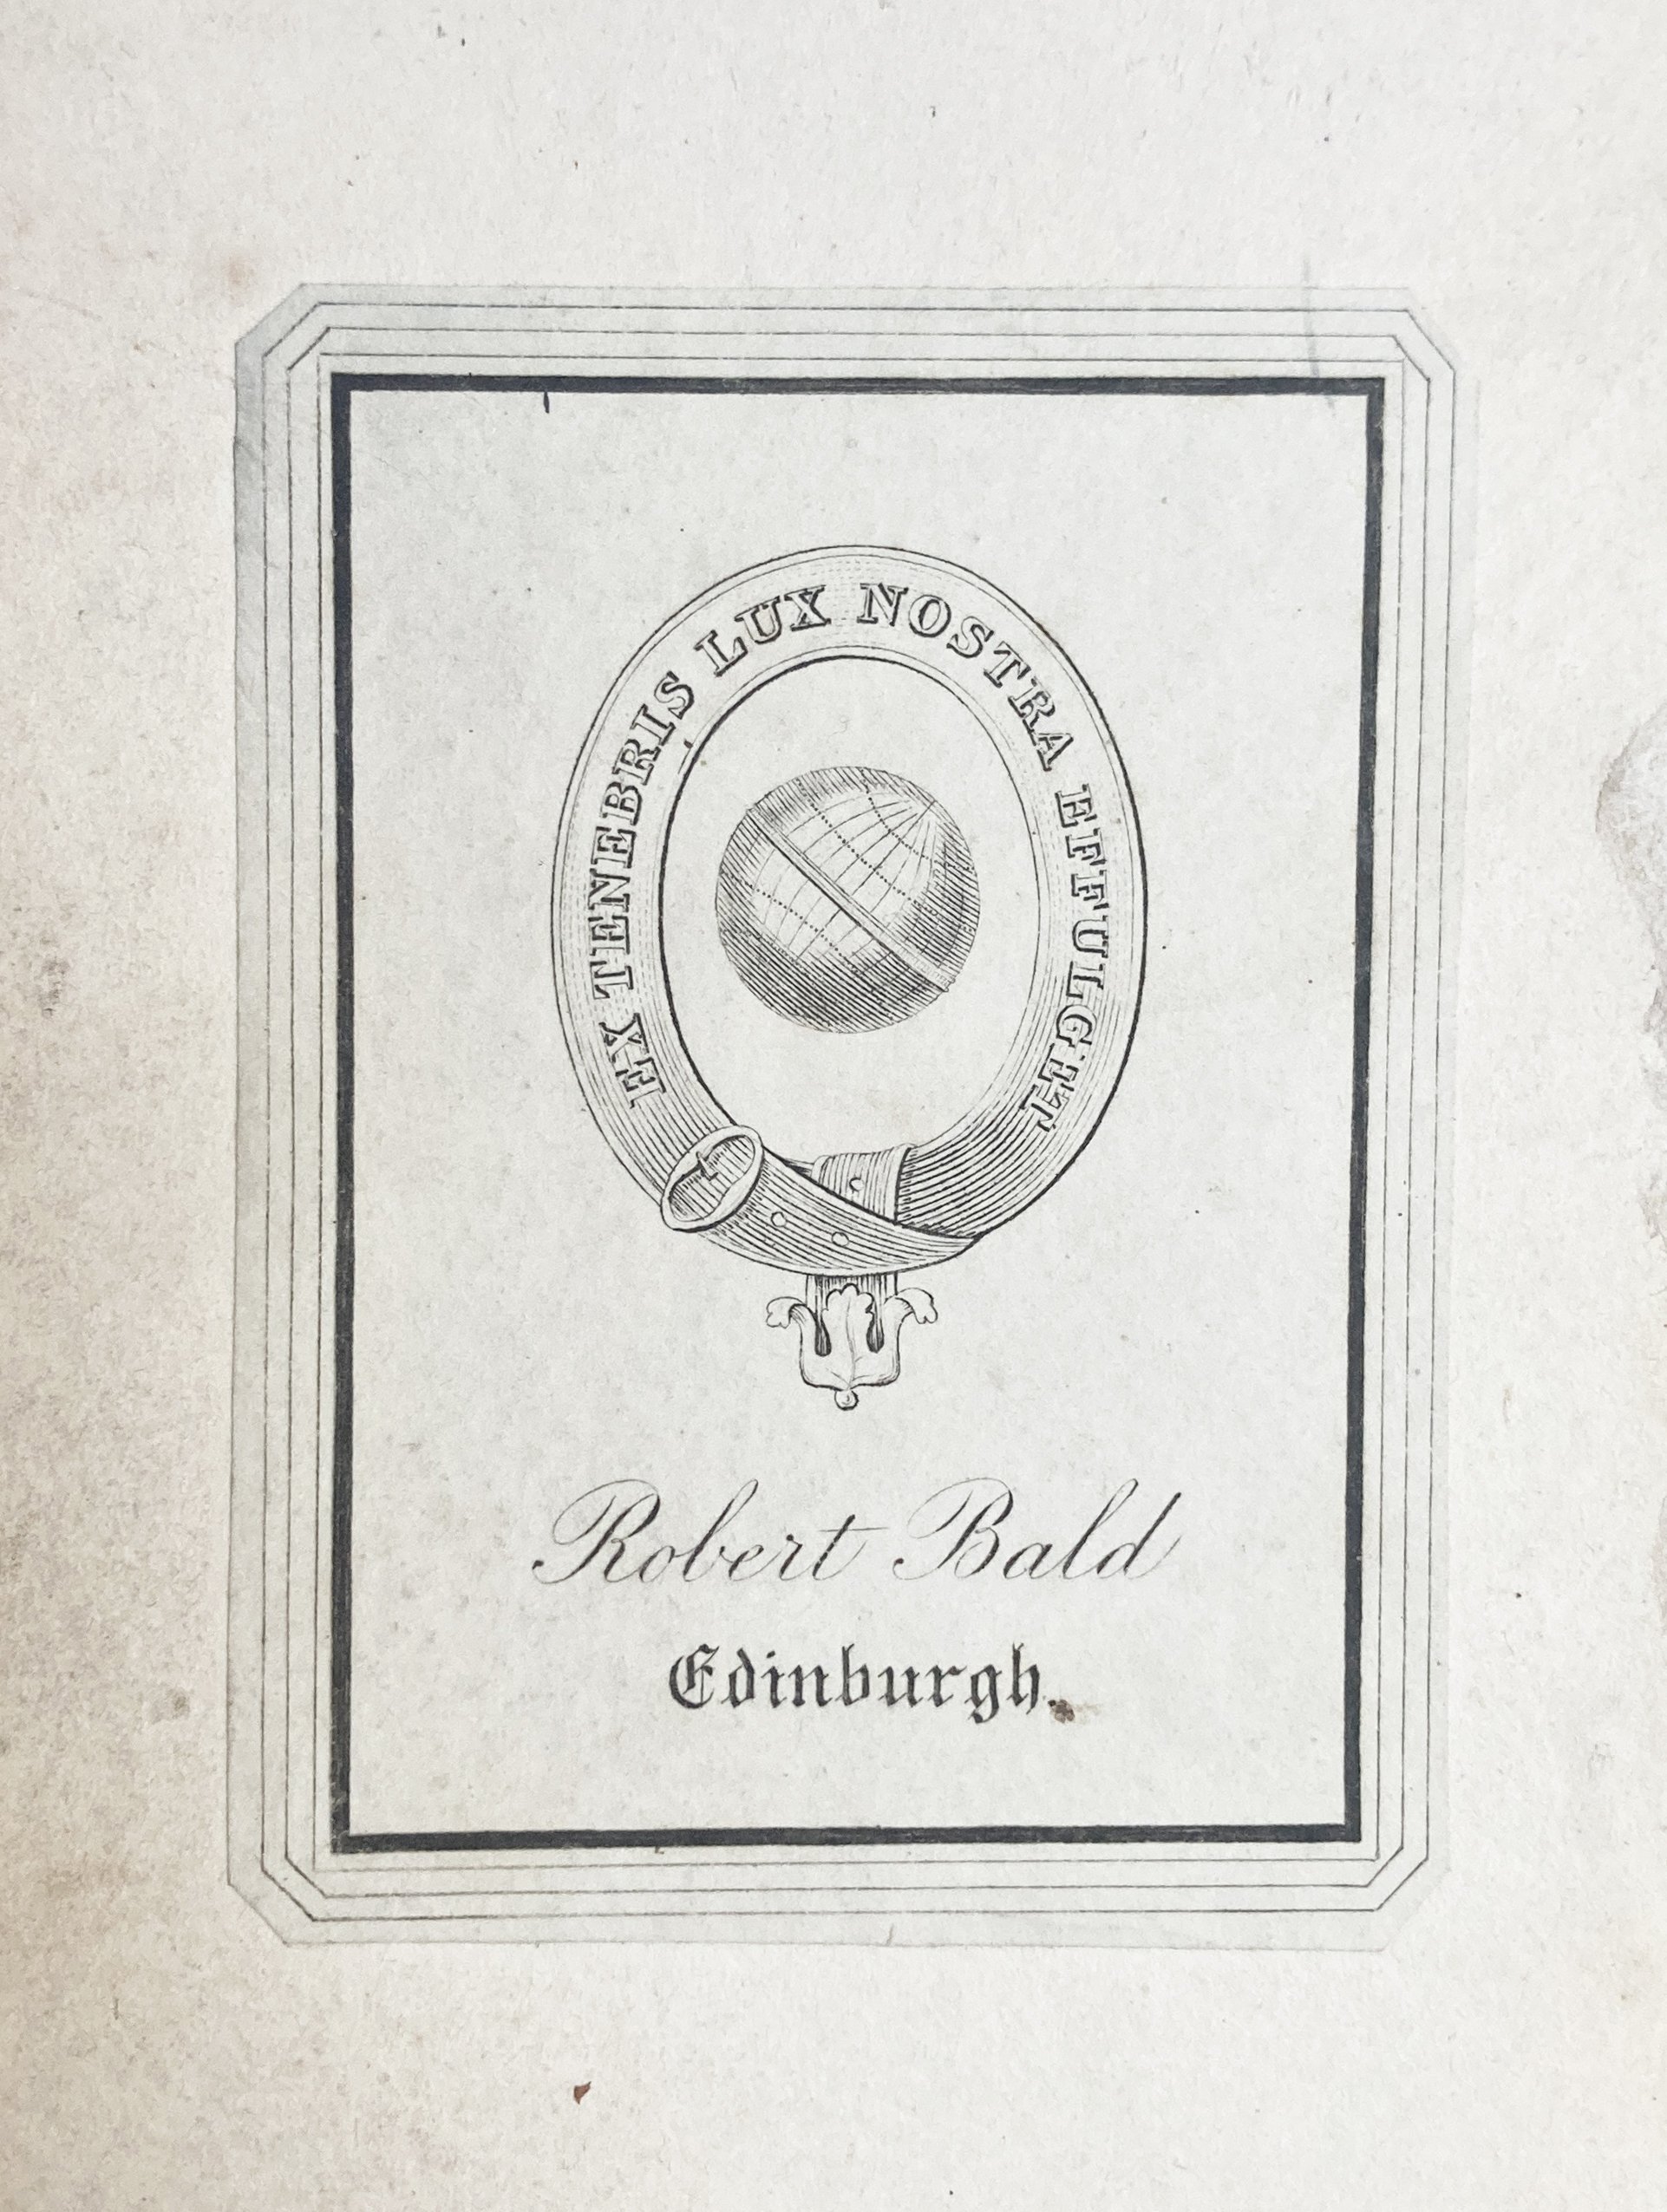 EX TENEBRIS LUX NOSTRA EFFULGET
Robert Bald
Edinburgh.